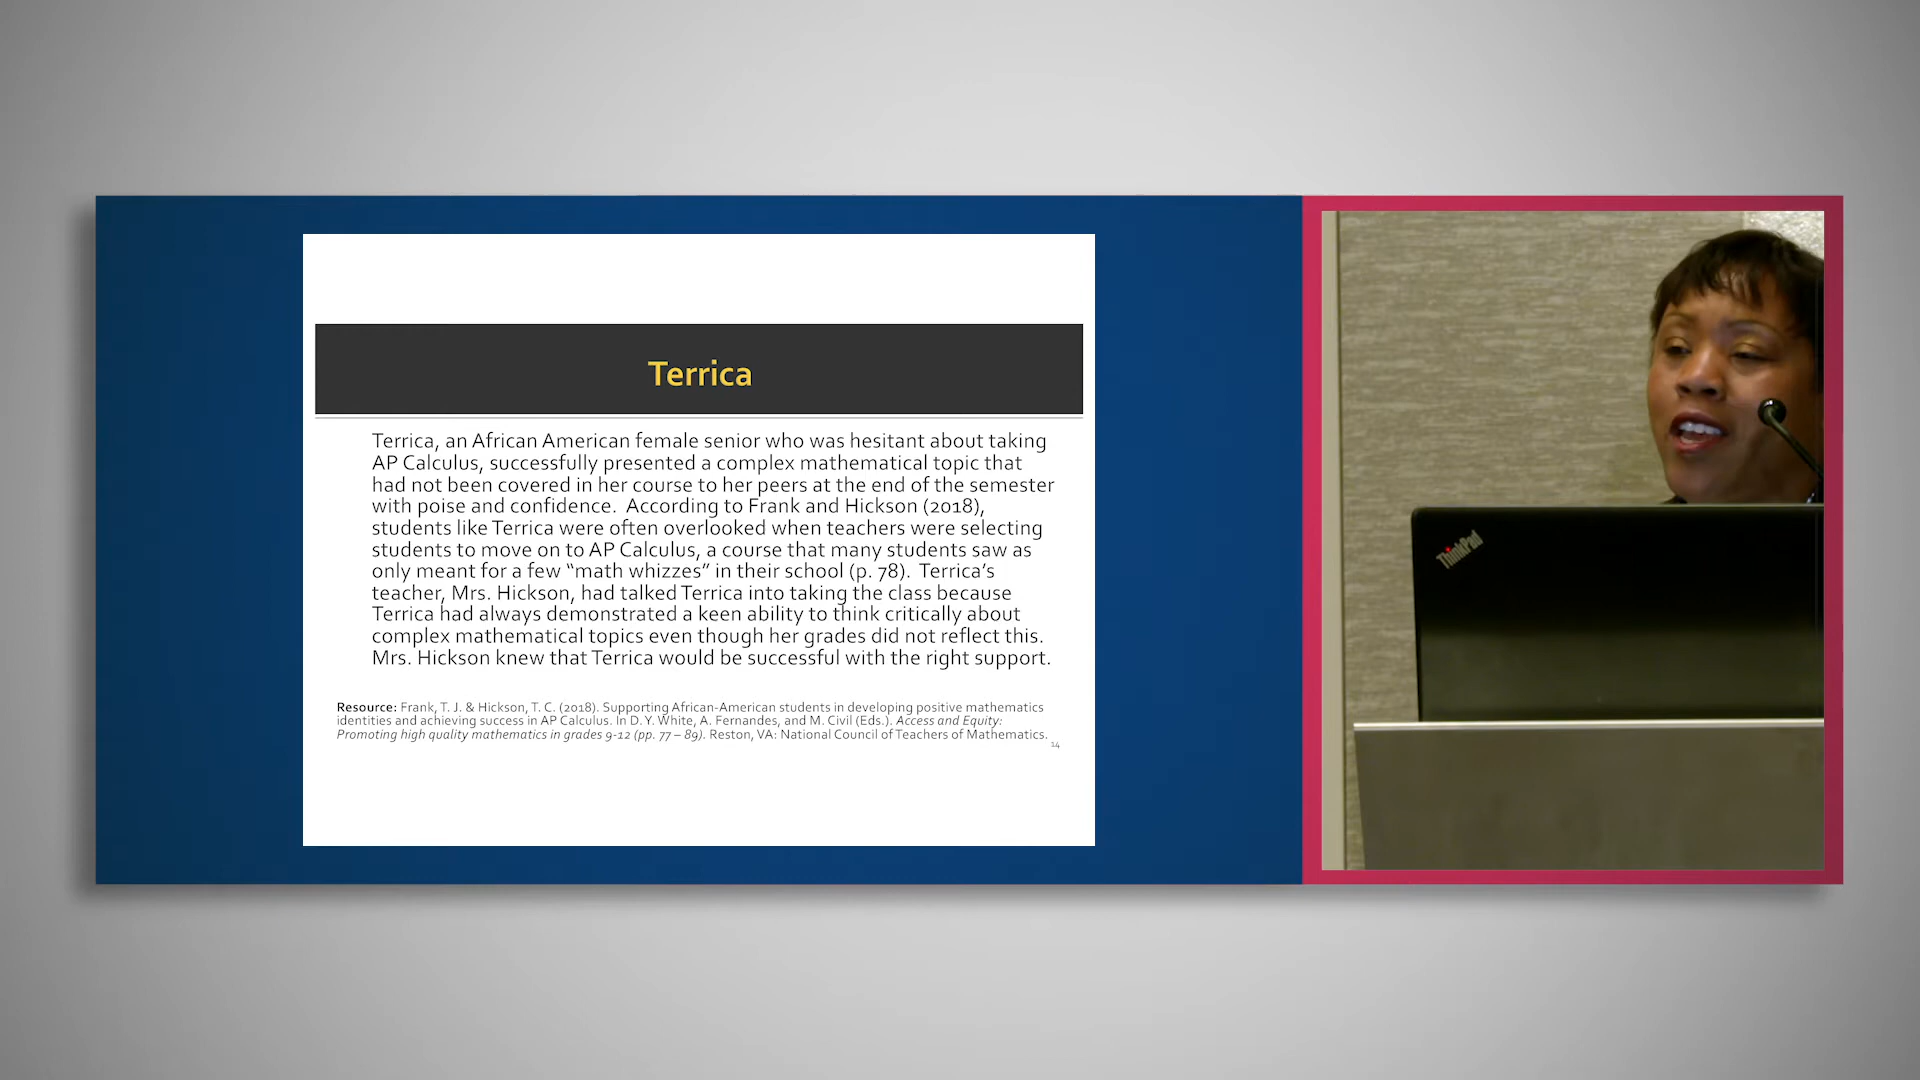 Terrica
Terrica, an African American female senior who was hesitant about taking
AP Calculus, successfully presented a complex mathematical topic that
had not been covered in her course to her peers at the end of the semester
with poise and confidence.  According to Frank and Hickson (2018),
students like Terrica were often overlooked when teachers were selecting
students to move on to AP Calculus, a course that many students saw as
only meant for a few “math whizzes” in their school (p. 78).  Terrica’s
teacher, Mrs. Hickson, had talked Terrica into taking the class because
Terrica had always demonstrated a keen ability to think critically about
complex mathematical topics even though her grades did not reflect this.
Mrs. Hickson knew that Terrica would be successful with the right support.
Resource: Frank, T. J. & Hickson, T. C. (2018). Supporting African-American students in developing positive mathematics
identities and achieving success in AP Calculus. In D. Y. White, A. Fernandes, and M. Civil (Eds.). Access and Equity:
Promoting high quality mathematics in grades 9-12 (pp. 77 – 89). Reston, VA: National Council of Teachers of Mathematics.
14
ThinkPad